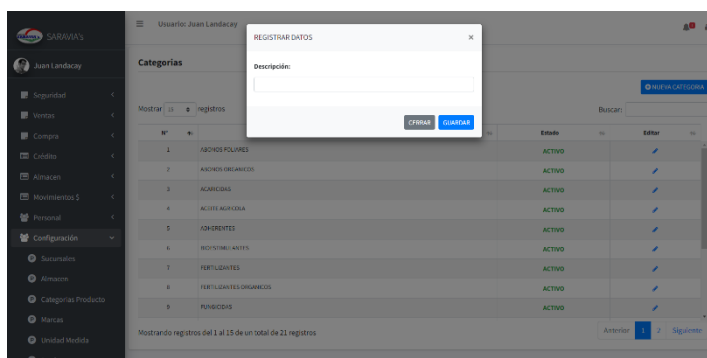 SARAVIA's
Usuario: Juan Landacay
Juan Landacay
Seguridad
Ventas
Compra
Crédito
Almacen
Movimientos $
Personal
Configuración
Sucursales
Almacen
Categorias Producto
Marcas
Unidad Medida
REGISTRAR DATOS ×
Descripción:
CERRAR GUARDAR
Categorias
NUEVA CATEGORIA
Mostrar 15 registros
Buscar:
N° Estado Editar
1 ABONOS FOLIARES ACTIVO
2 ABONOS ORGANICOS ACTIVO
3 ACARICIDAS ACTIVO
4 ACEITE AGRICOLA ACTIVO
5 ADHERENTES ACTIVO
6 BIOESTIMULANTES ACTIVO
7 FERTILIZANTES ACTIVO
8 FERTILIZANTES ORGANICOS ACTIVO
9 FUNGICIDAS ACTIVO
Mostrando registros del 1 al 15 de un total de 21 registros
Anterior 1 2 Siguiente